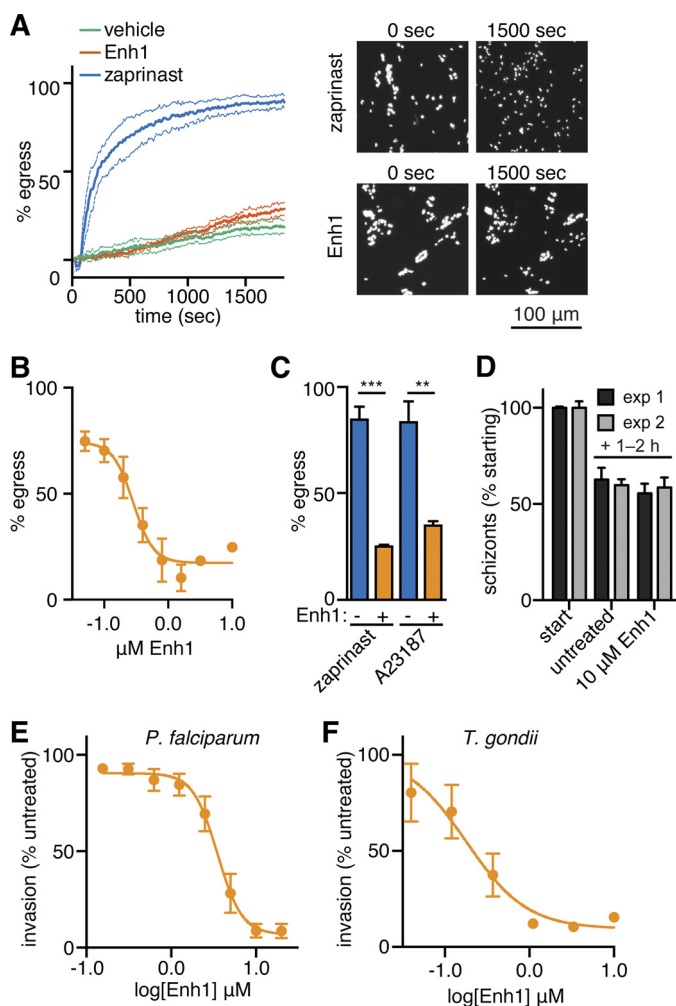 A
vehicle
Enh1
zaprinast
100
50
0
% egress
0
500
1000
1500
time (sec)
0 sec
1500 sec
zaprinast
0 sec
1500 sec
Enh1
100 µm
B
100
50
0
% egress
-1.0
0.0
1.0
µM Enh1
C
*** **
100
50
0
% egress
Enh1: - + - +
zaprinast
A23187
D
exp 1
exp 2
+ 1–2 h
100
50
0
schizonts (% starting)
start
untreated
10 µM Enh1
E
P. falciparum
100
50
0
invasion (% untreated)
-1.0
0.0
1.0
log[Enh1] µM
F
T. gondii
100
50
0
invasion (% untreated)
-1.0
0.0
1.0
log[Enh1] µM